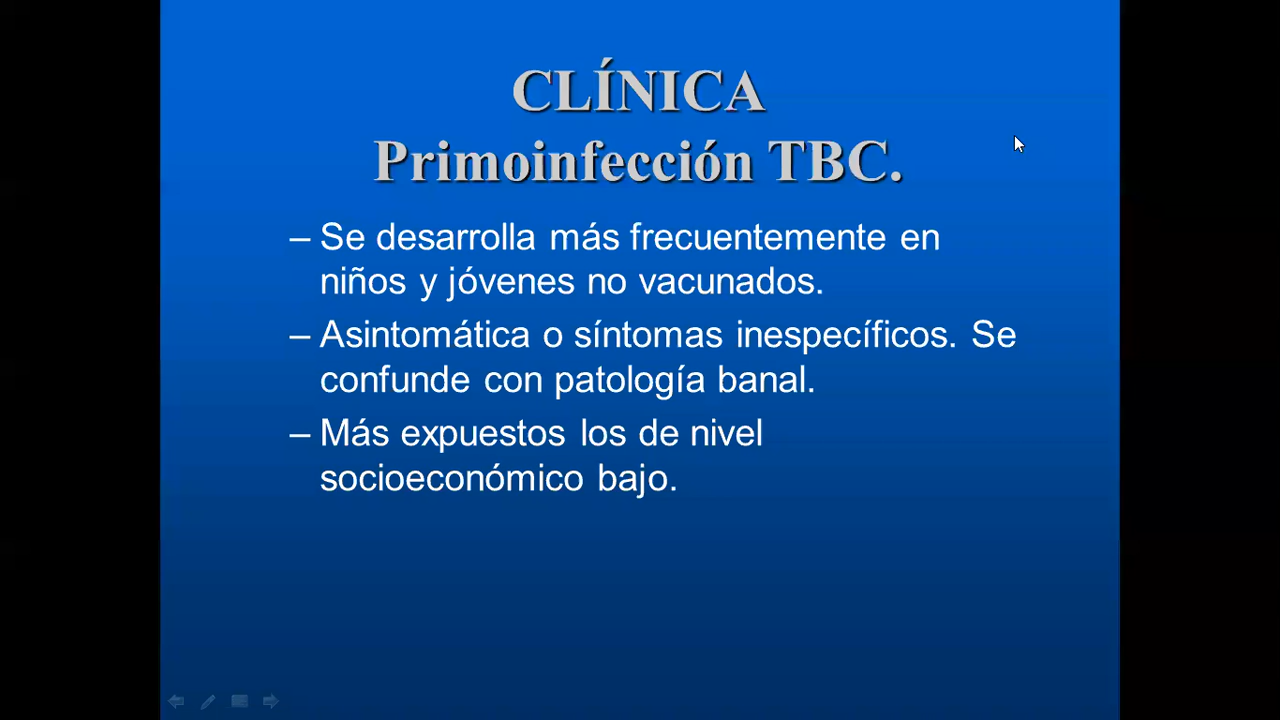 CLÍNICA
Primoinfección TBC.
– Se desarrolla más frecuentemente en
niños y jóvenes no vacunados.
– Asintomática o síntomas inespecíficos. Se
confunde con patología banal.
– Más expuestos los de nivel
socioeconómico bajo.